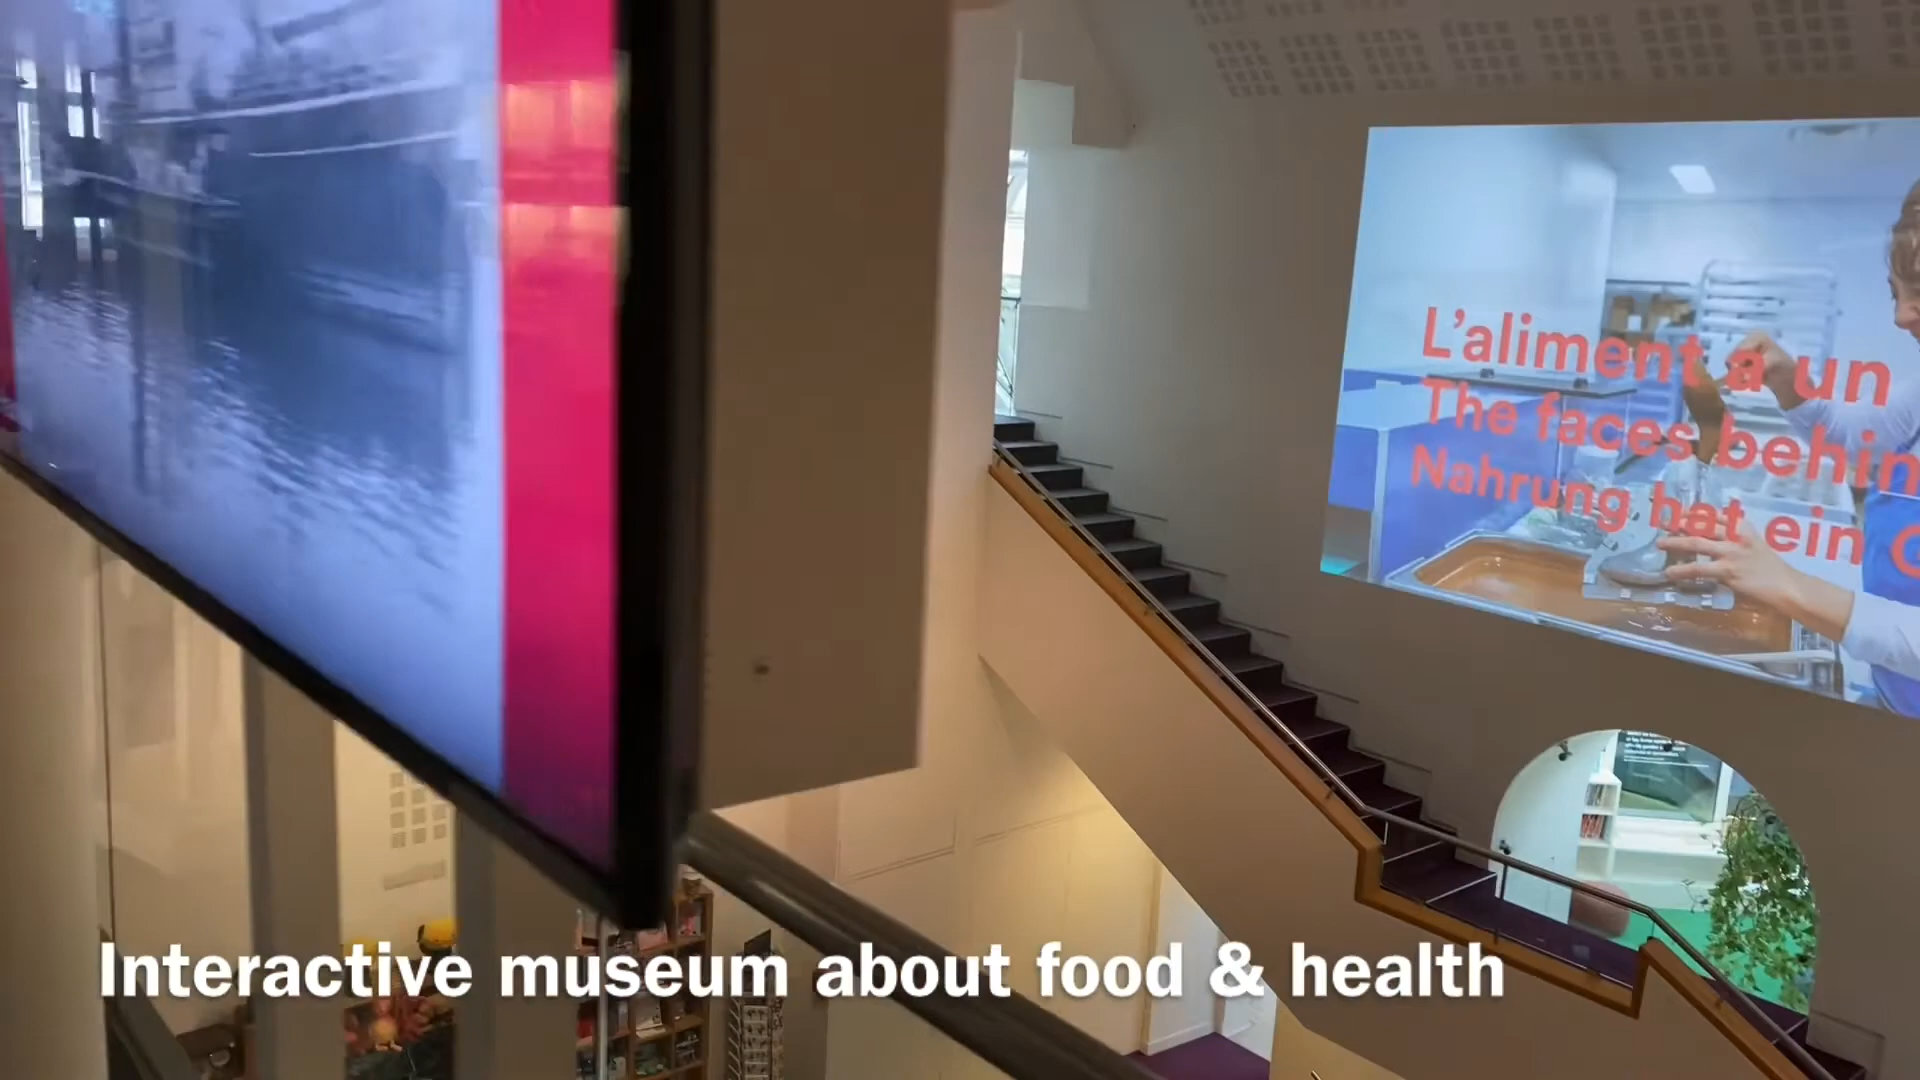 L'aliment a un
The faces behin
Nahrung hat ein G
Interactive museum about food & health